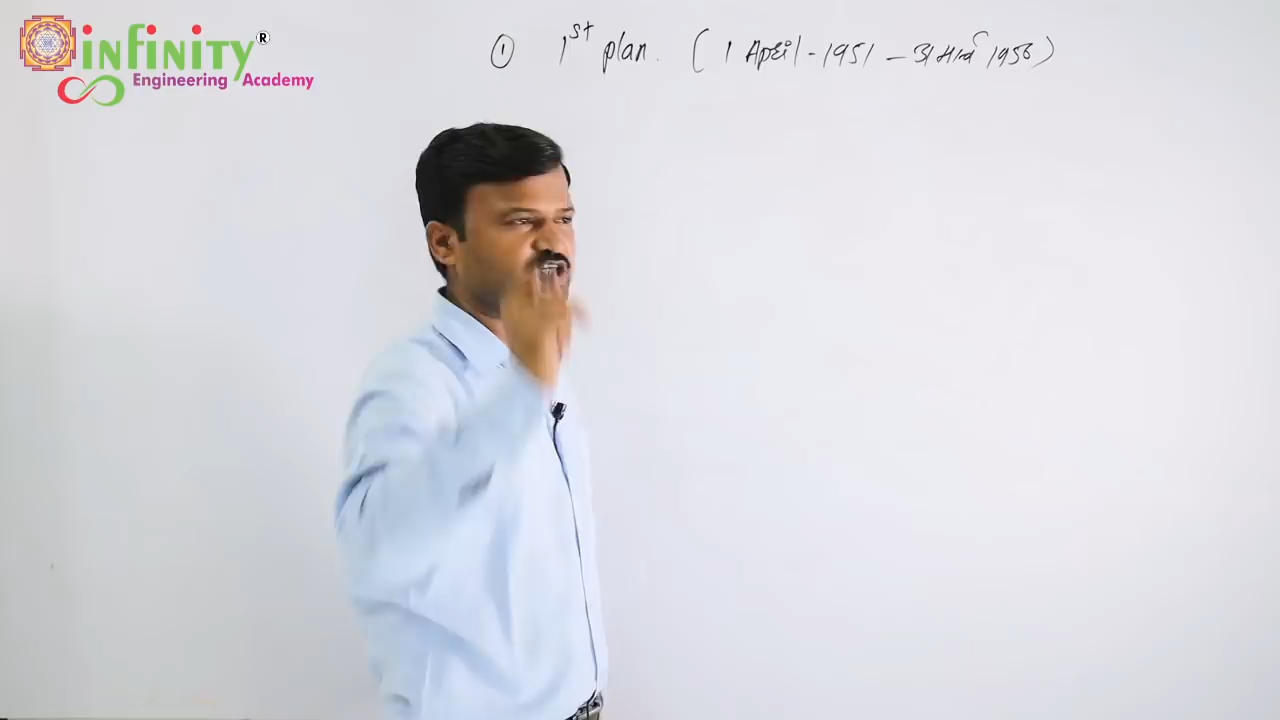 infinity®
Engineering Academy
① 1st plan. ( 1 April - 1951 – 31 मार्च 1956 )